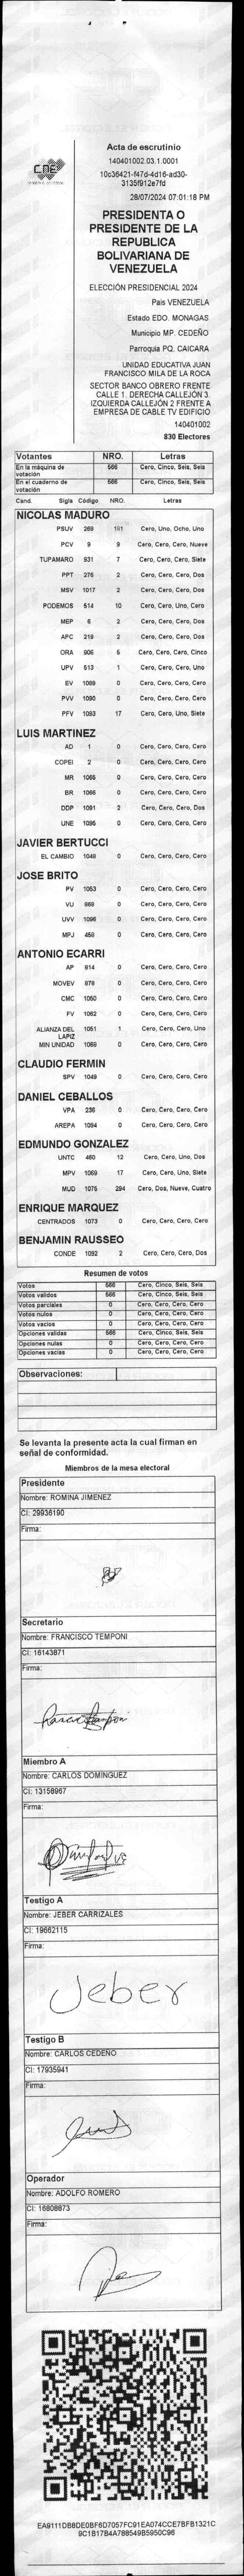 CNE
Acta de escrutinio
140401002.03.1.0001
10c36421-f47d-4d16-ad30-
3135f912e7fd
28/07/2024 07:01:18 PM
PRESIDENTA O
PRESIDENTE DE LA
REPUBLICA
BOLIVARIANA DE
VENEZUELA
ELECCIÓN PRESIDENCIAL 2024
País VENEZUELA
Estado EDO. MONAGAS
Municipio MP. CEDEÑO
Parroquia PQ. CAICARA
UNIDAD EDUCATIVA JUAN
FRANCISCO MILA DE LA ROCA
SECTOR BANCO OBRERO FRENTE
CALLE 1. DERECHA CALLEJÓN 3.
IZQUIERDA CALLEJÓN 2 FRENTE A
EMPRESA DE CABLE TV EDIFICIO
140401002
830 Electores
Votantes NRO. Letras
En la máquina de votación 566 Cero, Cinco, Seis, Seis
En el cuaderno de votación 566 Cero, Cinco, Seis, Seis
Cand. Sigla Código NRO. Letras
NICOLAS MADURO
PSUV 269 181 Cero, Uno, Ocho, Uno
PCV 9 9 Cero, Cero, Cero, Nueve
TUPAMARO 931 7 Cero, Cero, Cero, Siete
PPT 276 2 Cero, Cero, Cero, Dos
MSV 1017 2 Cero, Cero, Cero, Dos
PODEMOS 514 10 Cero, Cero, Uno, Cero
MEP 6 2 Cero, Cero, Cero, Dos
APC 219 2 Cero, Cero, Cero, Dos
ORA 906 5 Cero, Cero, Cero, Cinco
UPV 513 1 Cero, Cero, Cero, Uno
EV 1089 0 Cero, Cero, Cero, Cero
PVV 1090 0 Cero, Cero, Cero, Cero
PFV 1093 17 Cero, Cero, Uno, Siete
LUIS MARTINEZ
AD 1 0 Cero, Cero, Cero, Cero
COPEI 2 0 Cero, Cero, Cero, Cero
MR 1065 0 Cero, Cero, Cero, Cero
BR 1066 0 Cero, Cero, Cero, Cero
DDP 1091 2 Cero, Cero, Cero, Dos
UNE 1095 0 Cero, Cero, Cero, Cero
JAVIER BERTUCCI
EL CAMBIO 1048 0 Cero, Cero, Cero, Cero
JOSE BRITO
PV 1053 0 Cero, Cero, Cero, Cero
VU 869 0 Cero, Cero, Cero, Cero
UVV 1096 0 Cero, Cero, Cero, Cero
MPJ 458 0 Cero, Cero, Cero, Cero
ANTONIO ECARRI
AP 814 0 Cero, Cero, Cero, Cero
MOVEV 878 0 Cero, Cero, Cero, Cero
CMC 1050 0 Cero, Cero, Cero, Cero
FV 1062 0 Cero, Cero, Cero, Cero
ALIANZA DEL LAPIZ 1051 1 Cero, Cero, Cero, Uno
MIN UNIDAD 1068 0 Cero, Cero, Cero, Cero
CLAUDIO FERMIN
SPV 1049 0 Cero, Cero, Cero, Cero
DANIEL CEBALLOS
VPA 236 0 Cero, Cero, Cero, Cero
AREPA 1094 0 Cero, Cero, Cero, Cero
EDMUNDO GONZALEZ
UNTC 460 12 Cero, Cero, Uno, Dos
MPV 1069 17 Cero, Cero, Uno, Siete
MUD 1075 294 Cero, Dos, Nueve, Cuatro
ENRIQUE MARQUEZ
CENTRADOS 1073 0 Cero, Cero, Cero, Cero
BENJAMIN RAUSSEO
CONDE 1092 2 Cero, Cero, Cero, Dos
Resumen de votos
Votos 566 Cero, Cinco, Seis, Seis
Votos validos 566 Cero, Cinco, Seis, Seis
Votos parciales 0 Cero, Cero, Cero, Cero
Votos nulos 0 Cero, Cero, Cero, Cero
Votos vacios 0 Cero, Cero, Cero, Cero
Opciones validas 566 Cero, Cinco, Seis, Seis
Opciones nulas 0 Cero, Cero, Cero, Cero
Opciones vacias 0 Cero, Cero, Cero, Cero
Observaciones:
Se levanta la presente acta la cual firman en
señal de conformidad.
Miembros de la mesa electoral
Presidente
Nombre: ROMINA JIMENEZ
CI: 29936190
Firma:
Secretario
Nombre: FRANCISCO TEMPONI
CI: 16143871
Firma:
Miembro A
Nombre: CARLOS DOMINGUEZ
CI: 13158967
Firma:
Testigo A
Nombre: JEBER CARRIZALES
CI: 19662115
Firma:
Jeber
Testigo B
Nombre: CARLOS CEDEÑO
CI: 17935941
Firma:
Operador
Nombre: ADOLFO ROMERO
CI: 16808873
Firma:
EA9111DB8DE0BF6D7057FC91EA074CCE7BFB1321C
9C1B17B4A788549B5950C96